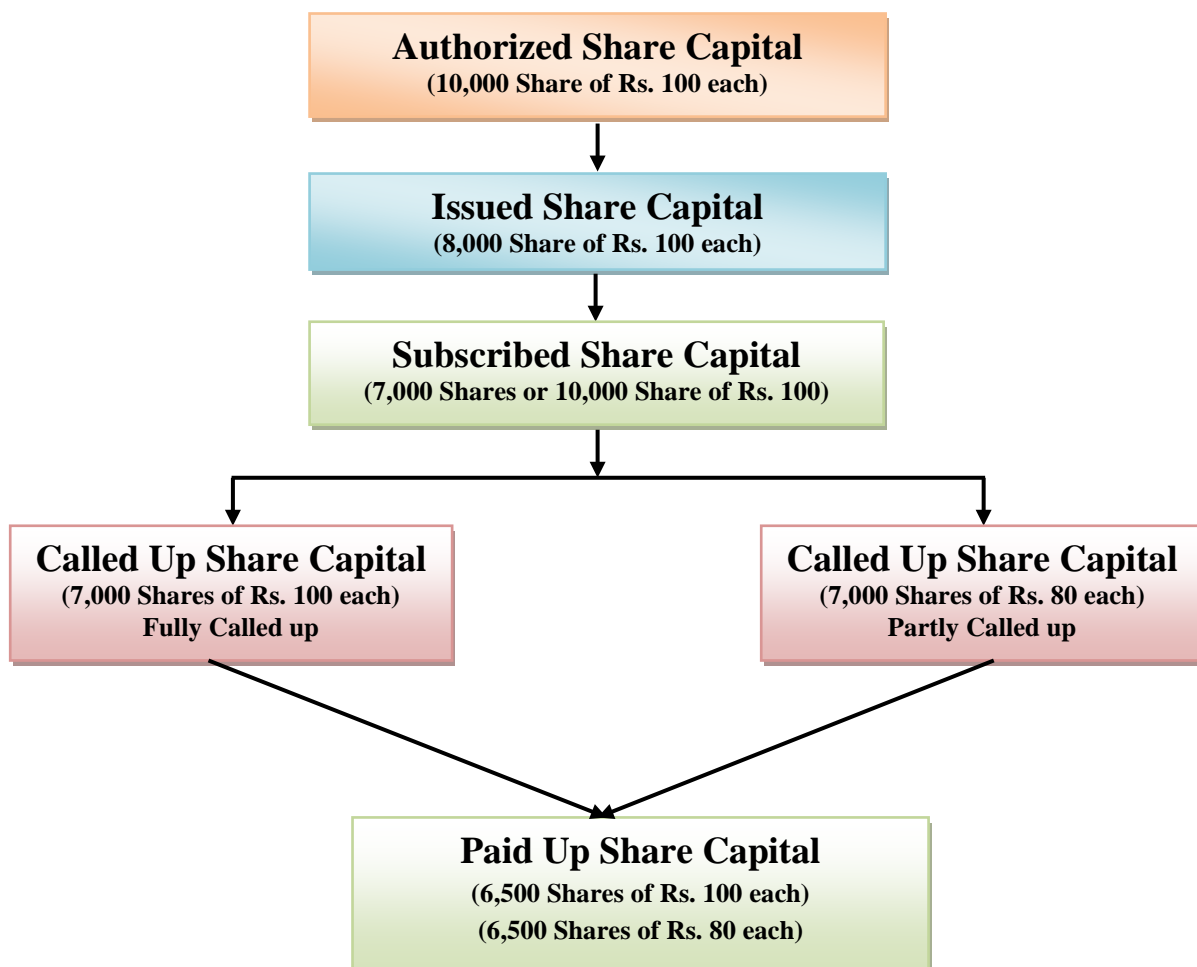 Authorized Share Capital
(10,000 Share of Rs. 100 each)
Issued Share Capital
(8,000 Share of Rs. 100 each)
Subscribed Share Capital
(7,000 Shares or 10,000 Share of Rs. 100)
Called Up Share Capital
(7,000 Shares of Rs. 100 each)
Fully Called up
Called Up Share Capital
(7,000 Shares of Rs. 80 each)
Partly Called up
Paid Up Share Capital
(6,500 Shares of Rs. 100 each)
(6,500 Shares of Rs. 80 each)